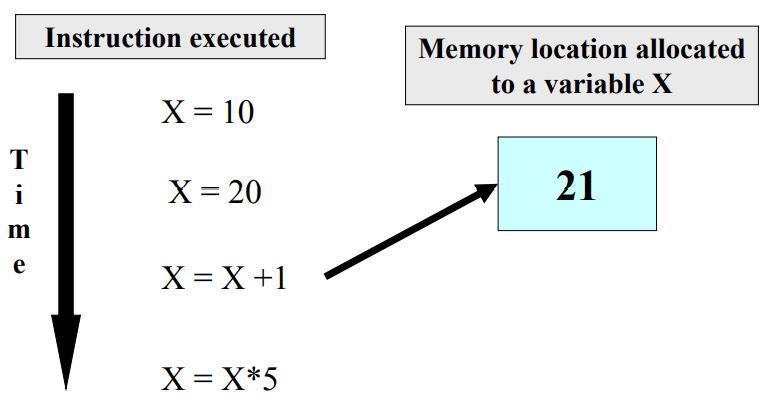 Instruction executed
Memory location allocated
to a variable X
T
i
m
e
X = 10
X = 20
X = X +1
X = X*5
21